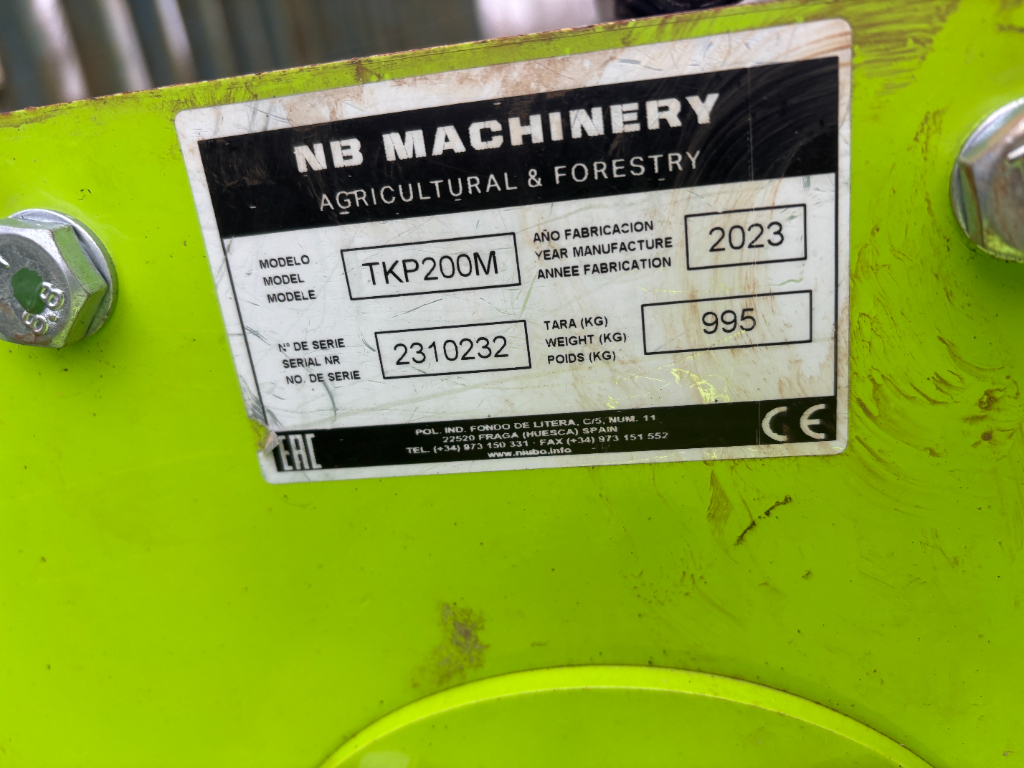 NB MACHINERY
AGRICULTURAL & FORESTRY
MODELO
MODEL
MODELE
TKP200M
AÑO FABRICACION
YEAR MANUFACTURE
ANNEE FABRICATION
2023
Nº DE SERIE
SERIAL NR
NO. DE SERIE
2310232
TARA (KG)
WEIGHT (KG)
POIDS (KG)
995
EAC
POL. IND. FONDO DE LITERA, C/5, NUM. 11
22520 FRAGA (HUESCA) SPAIN
TEL. (+34) 973 150 331 · FAX (+34) 973 151 552
www.niubo.info
CE
8.8